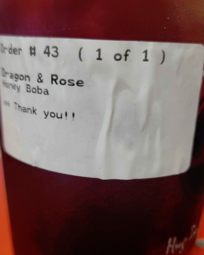 Order # 43 ( 1 of 1 )
Dragon & Rose
Honey Boba
Thank you!!